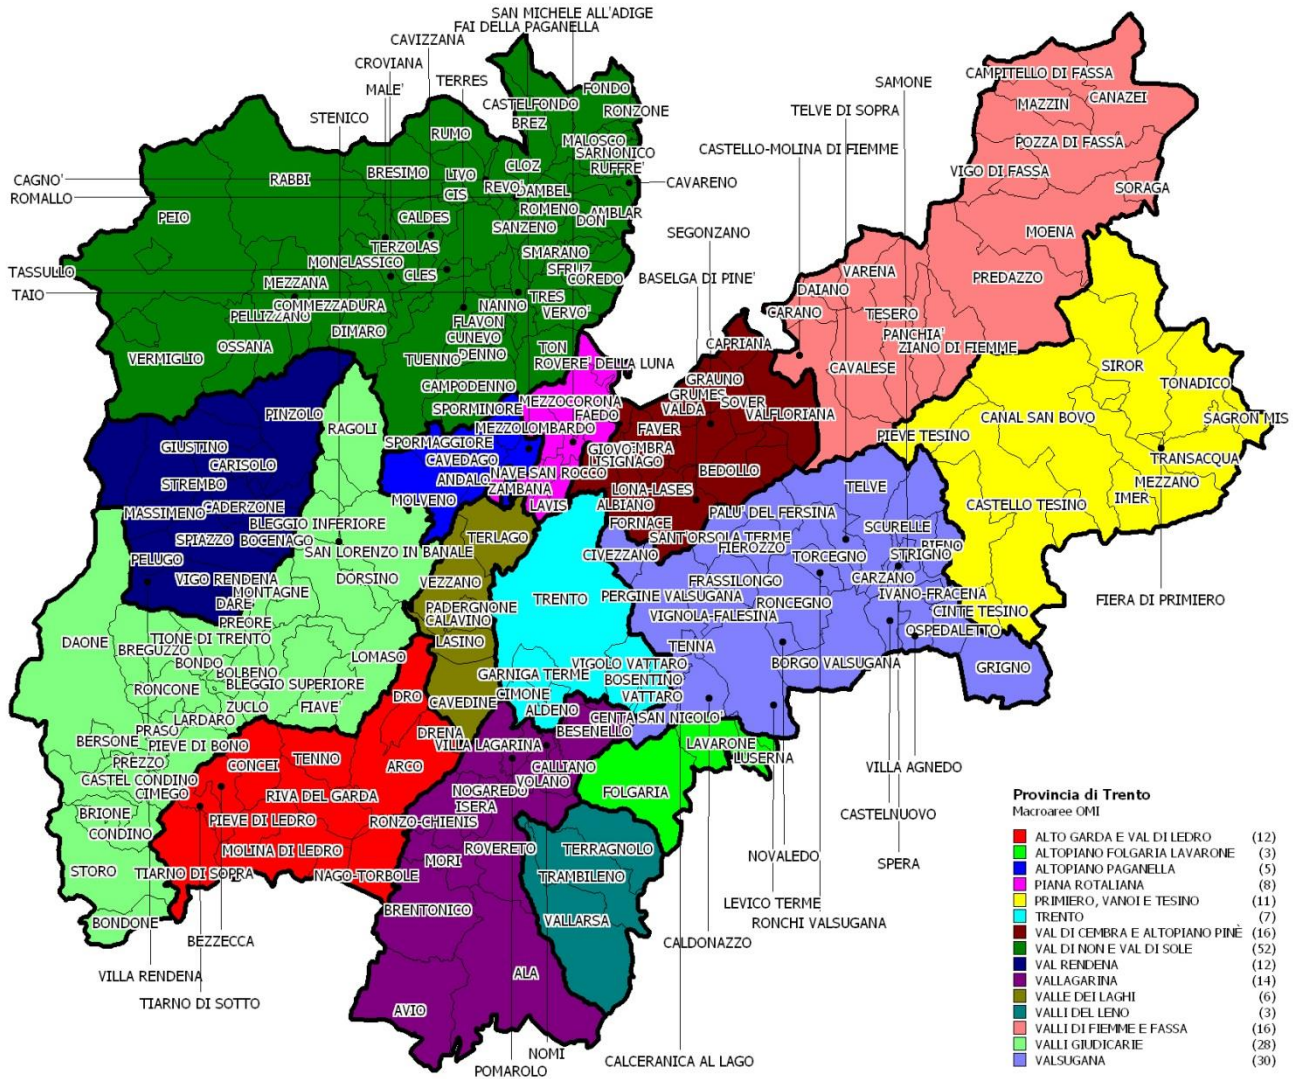 SAN MICHELE ALL'ADIGE
FAI DELLA PAGANELLA
CAVIZZANA
CROVIANA
TERRES
SAMONE
MALE'
CAMPITELLO DI FASSA
FONDO
CANAZEI
CASTELFONDO
MAZZIN
RONZONE
TELVE DI SOPRA
STENICO
BREZ
RUMO
MALOSCO
POZZA DI FASSA
SARNONICO
CASTELLO-MOLINA DI FIEMME
CLOZ
RUFFRE'
BRESIMO
LIVO
VIGO DI FASSA
CAGNO'
RABBI
REVO'
DAMBEL
CAVARENO
SORAGA
ROMALLO
CIS
ROMENO
AMBLAR
PEIO
CALDES
DON
SANZENO
SEGONZANO
MOENA
TERZOLAS
SMARANO
MONCLASSICO
SFRUZ
VARENA
TASSULLO
CLES
COREDO
BASELGA DI PINE'
PREDAZZO
MEZZANA
DAIANO
TAIO
TRES
COMMEZZADURA
NANNO
VERVO'
CARANO
TESERO
PELLIZZANO
FLAVON
DIMARO
CUNEVO
PANCHIA'
OSSANA
TON
CAPRIANA
ZIANO DI FIEMME
VERMIGLIO
TUENNO
DENNO
ROVERE' DELLA LUNA
CAVALESE
SIROR
CAMPODENNO
GRAUNO
TONADICO
GRUMES
SPORMINORE
MEZZOCORONA
SOVER
PINZOLO
VALDA
VALFLORIANA
FAEDO
CANAL SAN BOVO
SAGRON MIS
RAGOLI
MEZZOLOMBARDO
FAVER
PIEVE TESINO
SPORMAGGIORE
GIUSTINO
GIOVO
EMBRA
TRANSACQUA
CAVEDAGO
LISIGNAGO
CARISOLO
NAVE SAN ROCCO
BEDOLLO
ANDALO
MEZZANO
STREMBO
ZAMBANA
LONA-LASES
TELVE
IMER
MOLVENO
CADERZONE
LAVIS
ALBIANO
CASTELLO TESINO
MASSIMENO
PALU' DEL FERSINA
BLEGGIO INFERIORE
FORNACE
SCURELLE
TERLAGO
SANT'ORSOLA TERME
SPIAZZO
BOCENAGO
BIENO
SAN LORENZO IN BANALE
CIVEZZANO
FIEROZZO
STRIGNO
PELUGO
TORCEGNO
DORSINO
VEZZANO
FRASSILONGO
CARZANO
VIGO RENDENA
MONTAGNE
TRENTO
PERGINE VALSUGANA
IVANO-FRACENA
FIERA DI PRIMIERO
DARE'
PADERGNONE
RONCEGNO
CINTE TESINO
CALAVINO
VIGNOLA-FALESINA
PREORE
OSPEDALETTO
TIONE DI TRENTO
DAONE
LASINO
TENNA
BREGUZZO
LOMASO
BONDO
VIGOLO VATTARO
BORGO VALSUGANA
GRIGNO
BOLBENO
GARNIGA TERME
BOSENTINO
BLEGGIO SUPERIORE
RONCONE
DRO
CIMONE
VATTARO
CAVEDINE
ZUCLO
FIAVE'
ALDENO
LARDARO
CENTA SAN NICOLO'
PRASO
DRENA
BESENELLO
BERSONE
PIEVE DI BONO
VILLA LAGARINA
LAVARONE
PREZZO
TENNO
LUSERNA
CONCEI
ARCO
CALLIANO
VILLA AGNEDO
CASTEL CONDINO
VOLANO
CIMEGO
RIVA DEL GARDA
NOGAREDO
FOLGARIA
ISERA
BRIONE
CASTELNUOVO
PIEVE DI LEDRO
RONZO-CHIENIS
CONDINO
ROVERETO
MOLINA DI LEDRO
TERRAGNOLO
NOVALEDO
MORI
SPERA
STORO
TIARNO DI SOPRA
NAGO-TORBOLE
TRAMBILENO
LEVICO TERME
BRENTONICO
VALLARSA
RONCHI VALSUGANA
BONDONE
BEZZECCA
CALDONAZZO
VILLA RENDENA
ALA
TIARNO DI SOTTO
AVIO
NOMI
CALCERANICA AL LAGO
POMAROLO
Provincia di Trento
Macroaree OMI
ALTO GARDA E VAL DI LEDRO (12)
ALTOPIANO FOLGARIA LAVARONE (3)
ALTOPIANO PAGANELLA (5)
PIANA ROTALIANA (8)
PRIMIERO, VANOI E TESINO (11)
TRENTO (7)
VAL DI CEMBRA E ALTOPIANO PINÈ (16)
VAL DI NON E VAL DI SOLE (52)
VAL RENDENA (12)
VALLAGARINA (14)
VALLE DEI LAGHI (6)
VALLI DEL LENO (3)
VALLI DI FIEMME E FASSA (16)
VALLI GIUDICARIE (28)
VALSUGANA (30)